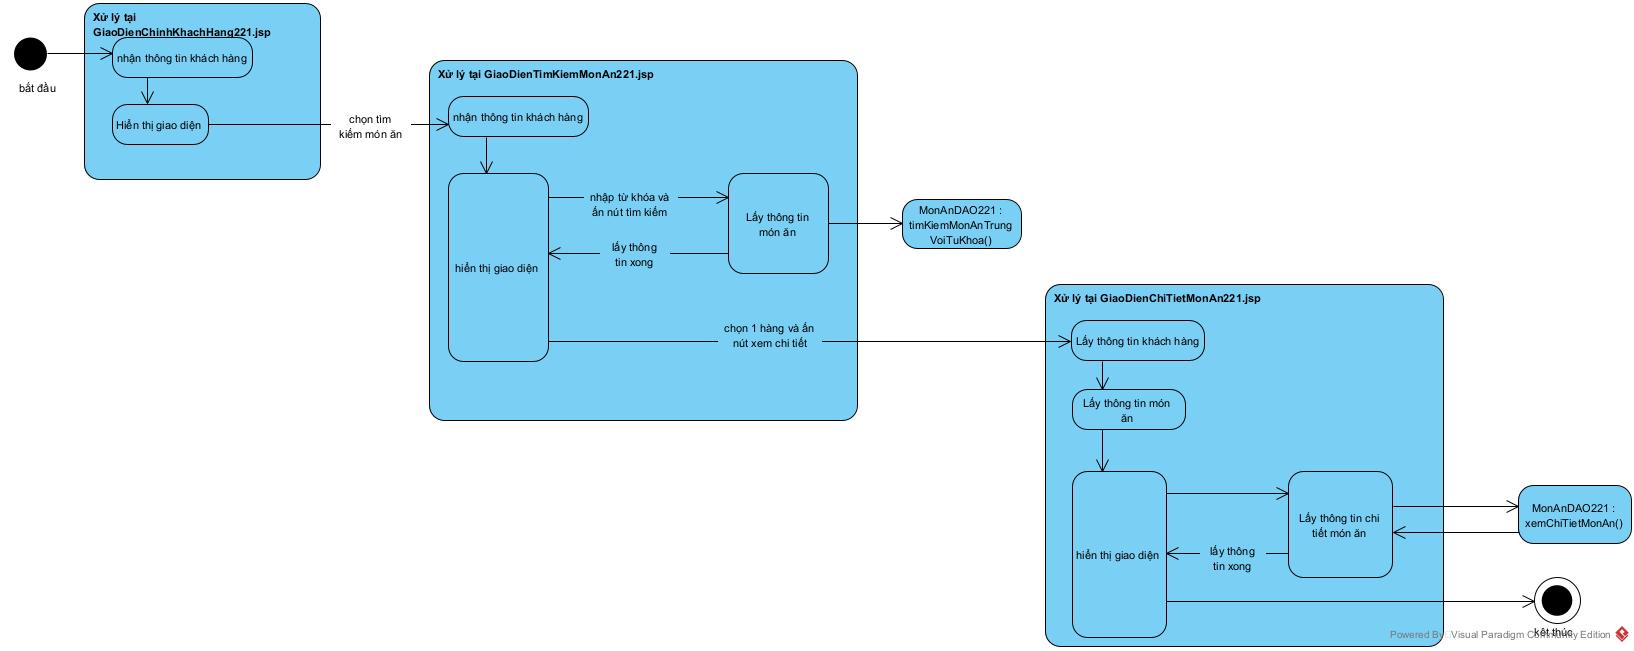 Xử lý tại
GiaoDienChinhKhachHang221.jsp
nhận thông tin khách hàng
bắt đầu
Hiển thị giao diện
chọn tìm
kiếm món ăn
Xử lý tại GiaoDienTimKiemMonAn221.jsp
nhận thông tin khách hàng
hiển thị giao diện
nhập từ khóa và
ấn nút tìm kiếm
lấy thông
tin xong
Lấy thông tin
món ăn
MonAnDAO221 :
timKiemMonAnTrung
VoiTuKhoa()
chọn 1 hàng và ấn
nút xem chi tiết
Xử lý tại GiaoDienChiTietMonAn221.jsp
Lấy thông tin khách hàng
Lấy thông tin món
ăn
hiển thị giao diện
lấy thông
tin xong
Lấy thông tin chi
tiết món ăn
MonAnDAO221 :
xemChiTietMonAn()
kết thúc
Powered By Visual Paradigm Community Edition